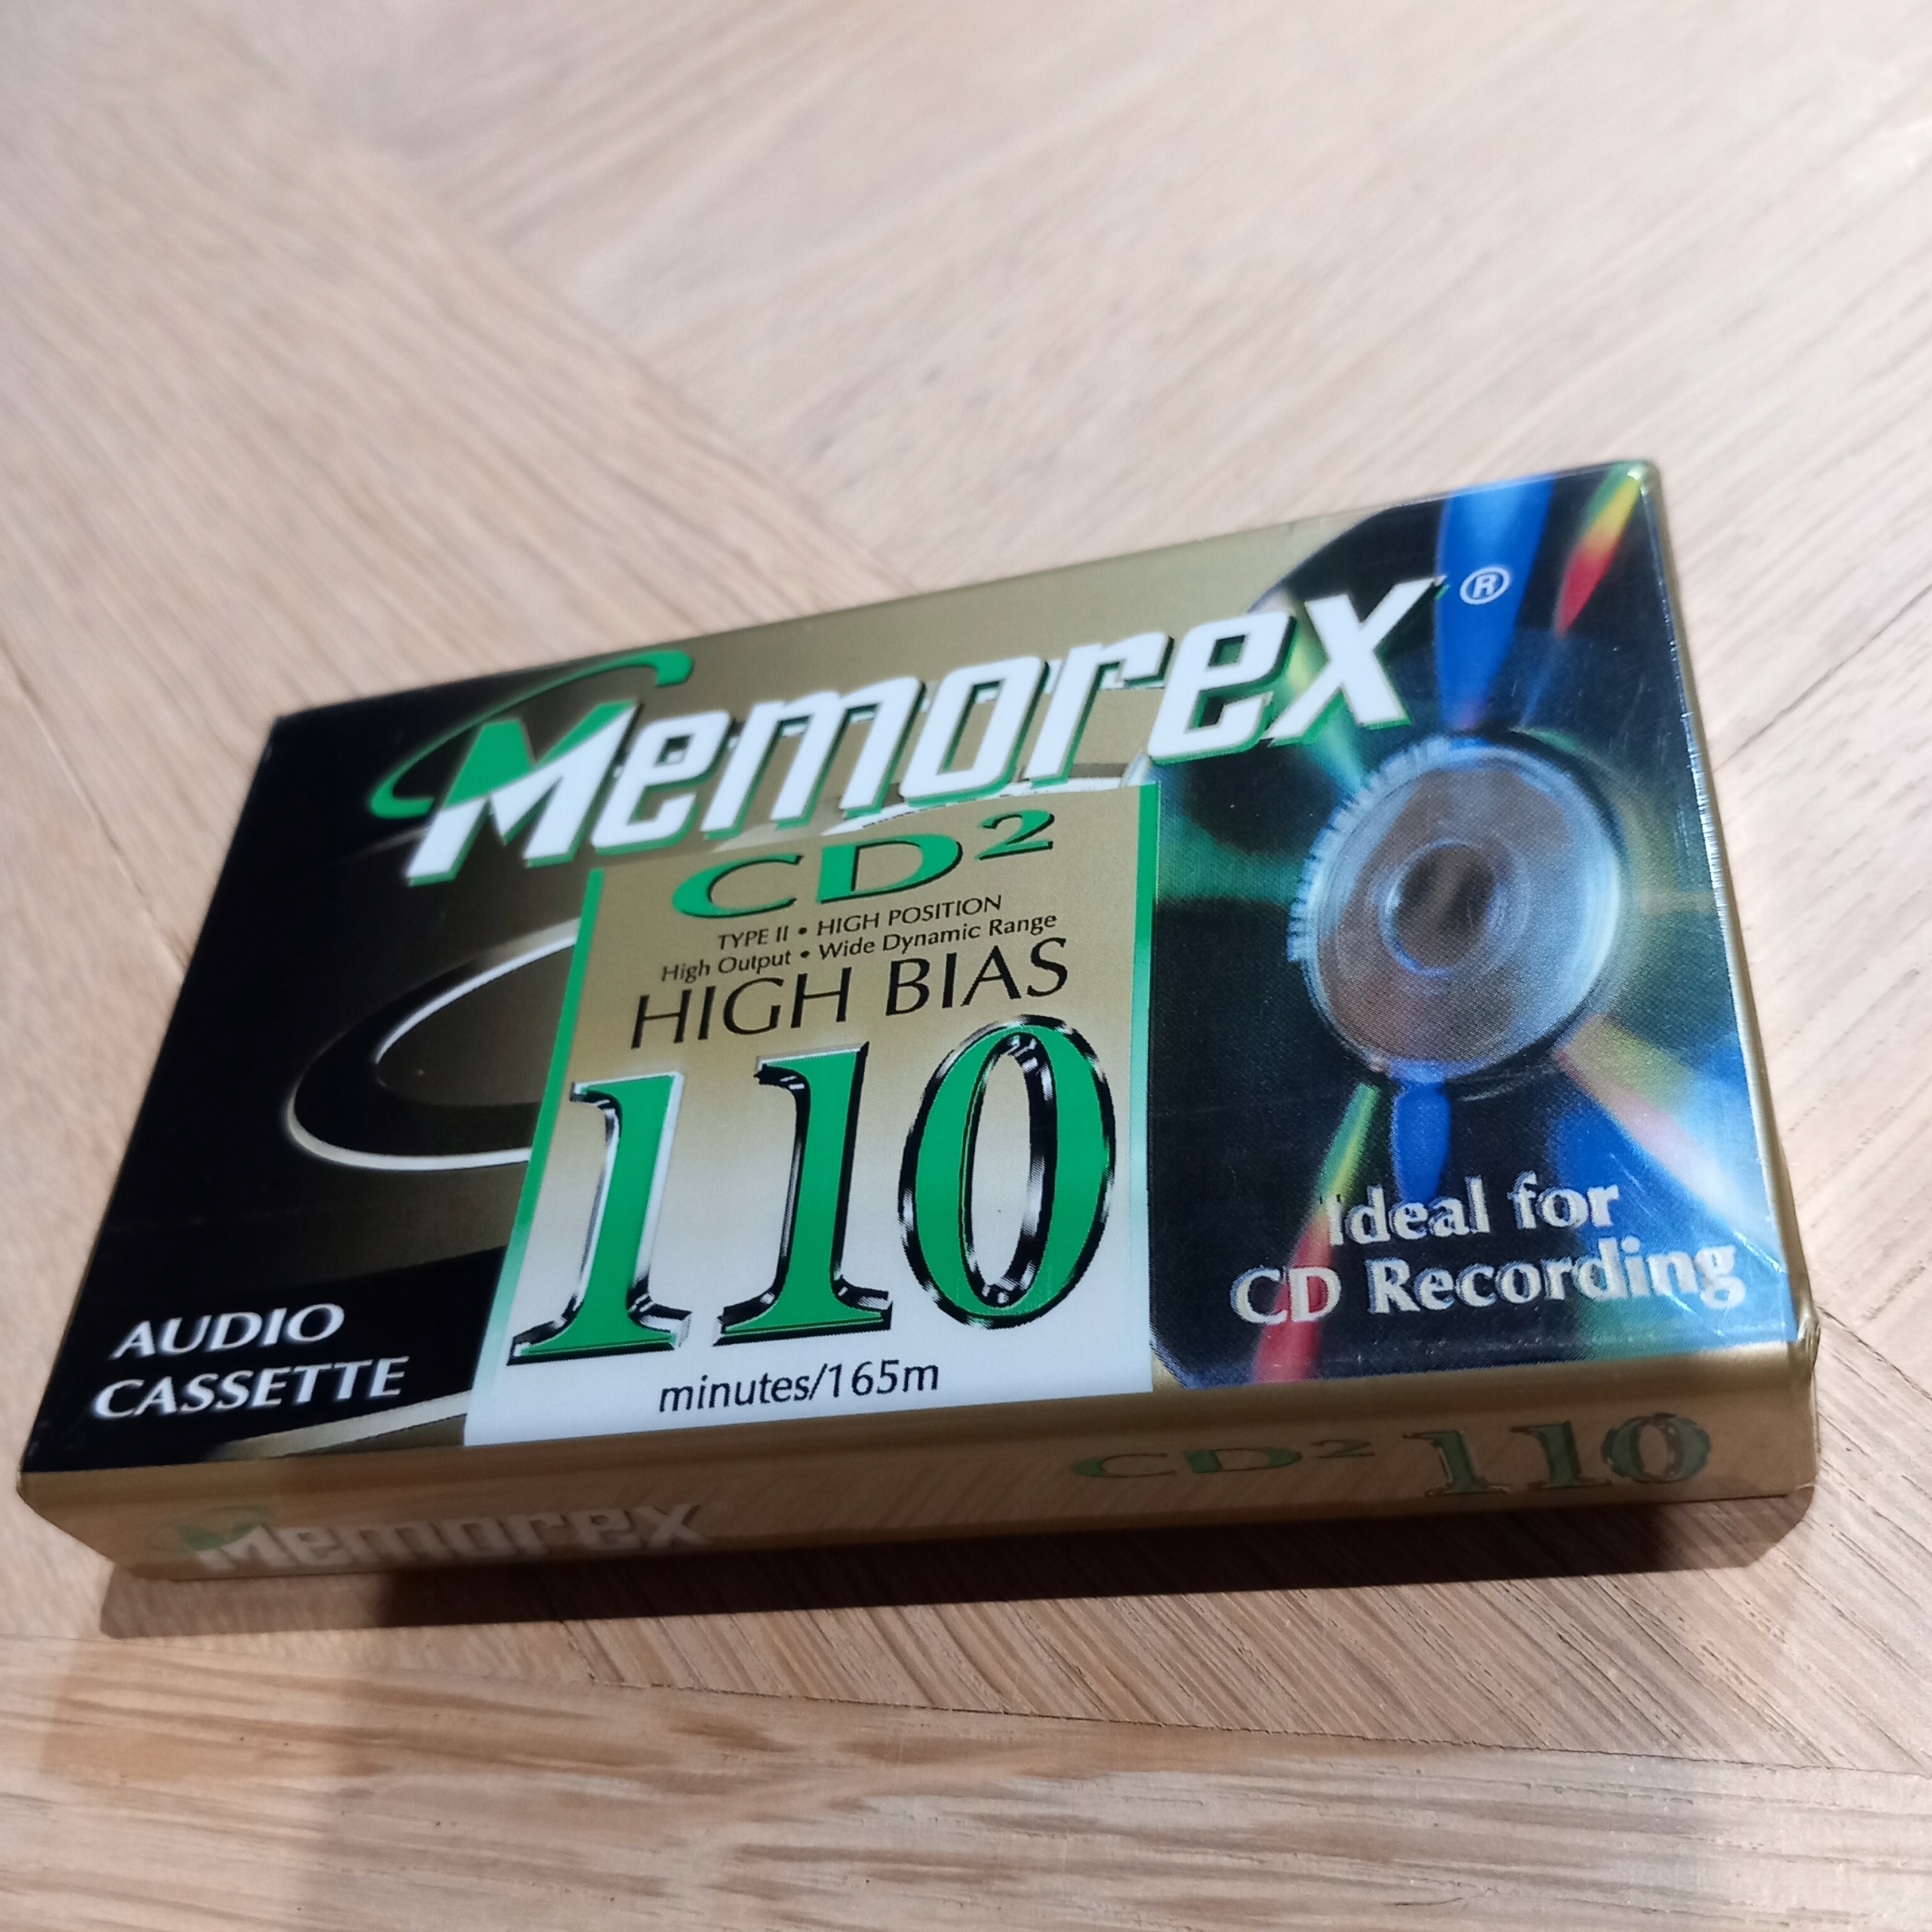 Memorex®
CD²
TYPE II • HIGH POSITION
High Output • Wide Dynamic Range
HIGH BIAS
110
minutes/165m
AUDIO
CASSETTE
Ideal for
CD Recording
Memorex
CD² 110